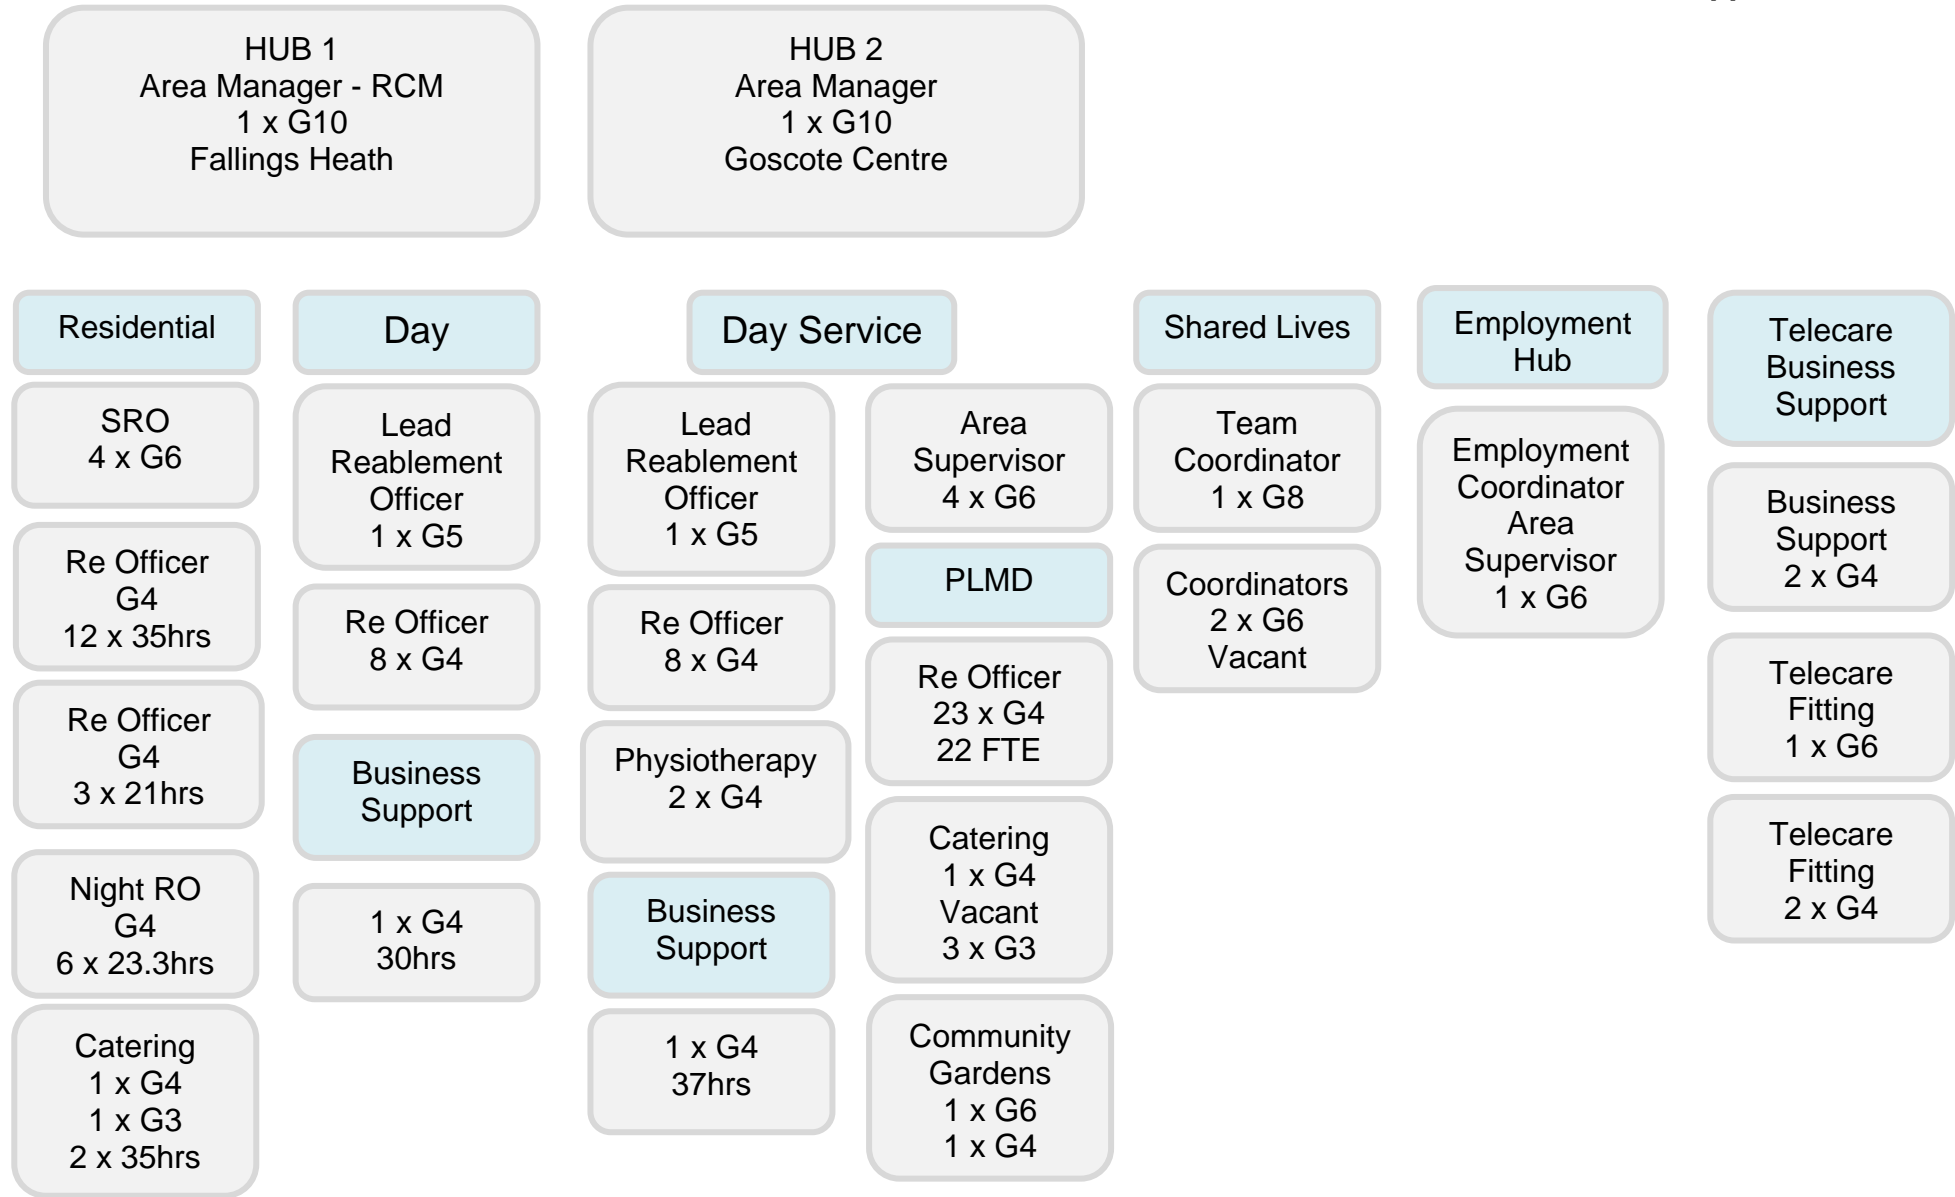 HUB 1
Area Manager - RCM
1 x G10
Fallings Heath
HUB 2
Area Manager
1 x G10
Goscote Centre
Residential
SRO
4 x G6
Re Officer
G4
12 x 35hrs
Re Officer
G4
3 x 21hrs
Night RO
G4
6 x 23.3hrs
Catering
1 x G4
1 x G3
2 x 35hrs
Day
Lead
Reablement
Officer
1 x G5
Re Officer
8 x G4
Business
Support
1 x G4
30hrs
Day Service
Lead
Reablement
Officer
1 x G5
Re Officer
8 x G4
Physiotherapy
2 x G4
Business
Support
1 x G4
37hrs
Area
Supervisor
4 x G6
PLMD
Re Officer
23 x G4
22 FTE
Catering
1 x G4
Vacant
3 x G3
Community
Gardens
1 x G6
1 x G4
Shared Lives
Team
Coordinator
1 x G8
Coordinators
2 x G6
Vacant
Employment
Hub
Employment
Coordinator
Area
Supervisor
1 x G6
Telecare
Business
Support
Business
Support
2 x G4
Telecare
Fitting
1 x G6
Telecare
Fitting
2 x G4